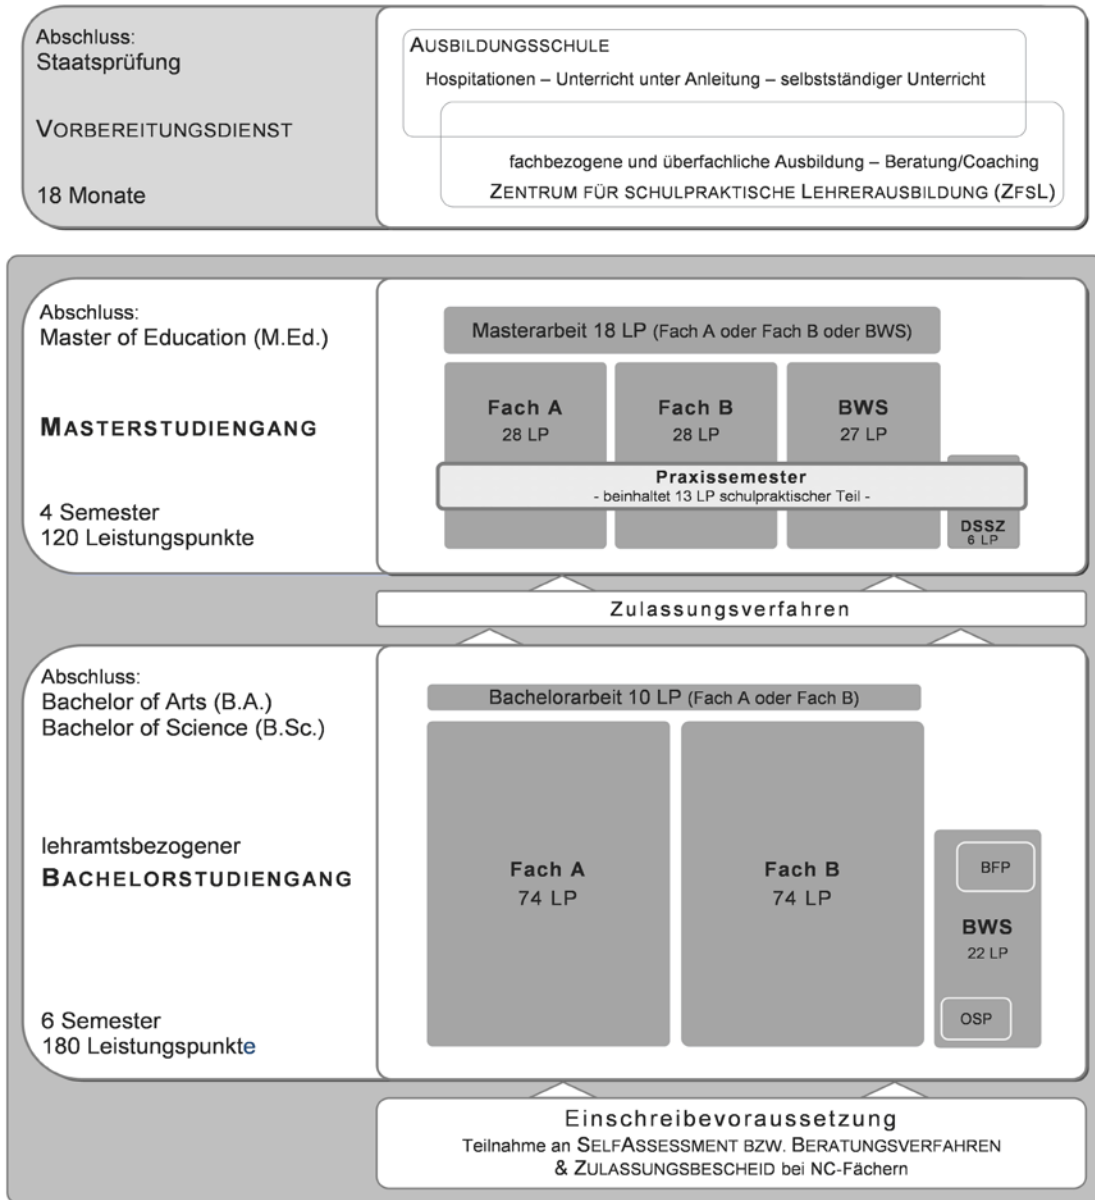 Abschluss:
Staatsprüfung
VORBEREITUNGSDIENST
18 Monate
AUSBILDUNGSSCHULE
Hospitationen – Unterricht unter Anleitung – selbstständiger Unterricht
fachbezogene und überfachliche Ausbildung – Beratung/Coaching
ZENTRUM FÜR SCHULPRAKTISCHE LEHRERAUSBILDUNG (ZFSL)
Abschluss:
Master of Education (M.Ed.)
MASTERSTUDIENGANG
4 Semester
120 Leistungspunkte
Masterarbeit 18 LP (Fach A oder Fach B oder BWS)
Fach A
28 LP
Fach B
28 LP
BWS
27 LP
Praxissemester
- beinhaltet 13 LP schulpraktischer Teil -
DSSZ
6 LP
Zulassungsverfahren
Abschluss:
Bachelor of Arts (B.A.)
Bachelor of Science (B.Sc.)
lehramtsbezogener
BACHELORSTUDIENGANG
6 Semester
180 Leistungspunkte
Bachelorarbeit 10 LP (Fach A oder Fach B)
Fach A
74 LP
Fach B
74 LP
BFP
BWS
22 LP
OSP
Einschreibevoraussetzung
Teilnahme an SELFASSESSMENT BZW. BERATUNGSVERFAHREN
& ZULASSUNGSBESCHEID bei NC-Fächern